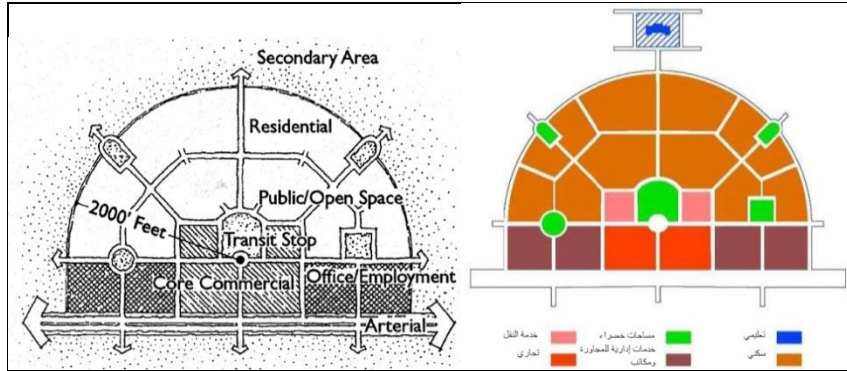 Secondary Area
Residential
Public/Open Space
2000' Feet
Transit Stop
Office/Employment
Core Commercial
Arterial
تعليمي
مساحات خضراء
خدمة النقل
سكني
خدمات إدارية للمجاورة
ومكاتب
تجاري